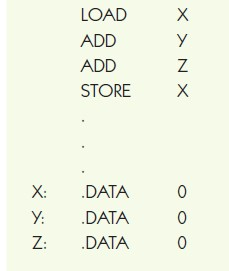 LOAD X
ADD Y
ADD Z
STORE X
.
.
.
X: .DATA 0
Y: .DATA 0
Z: .DATA 0